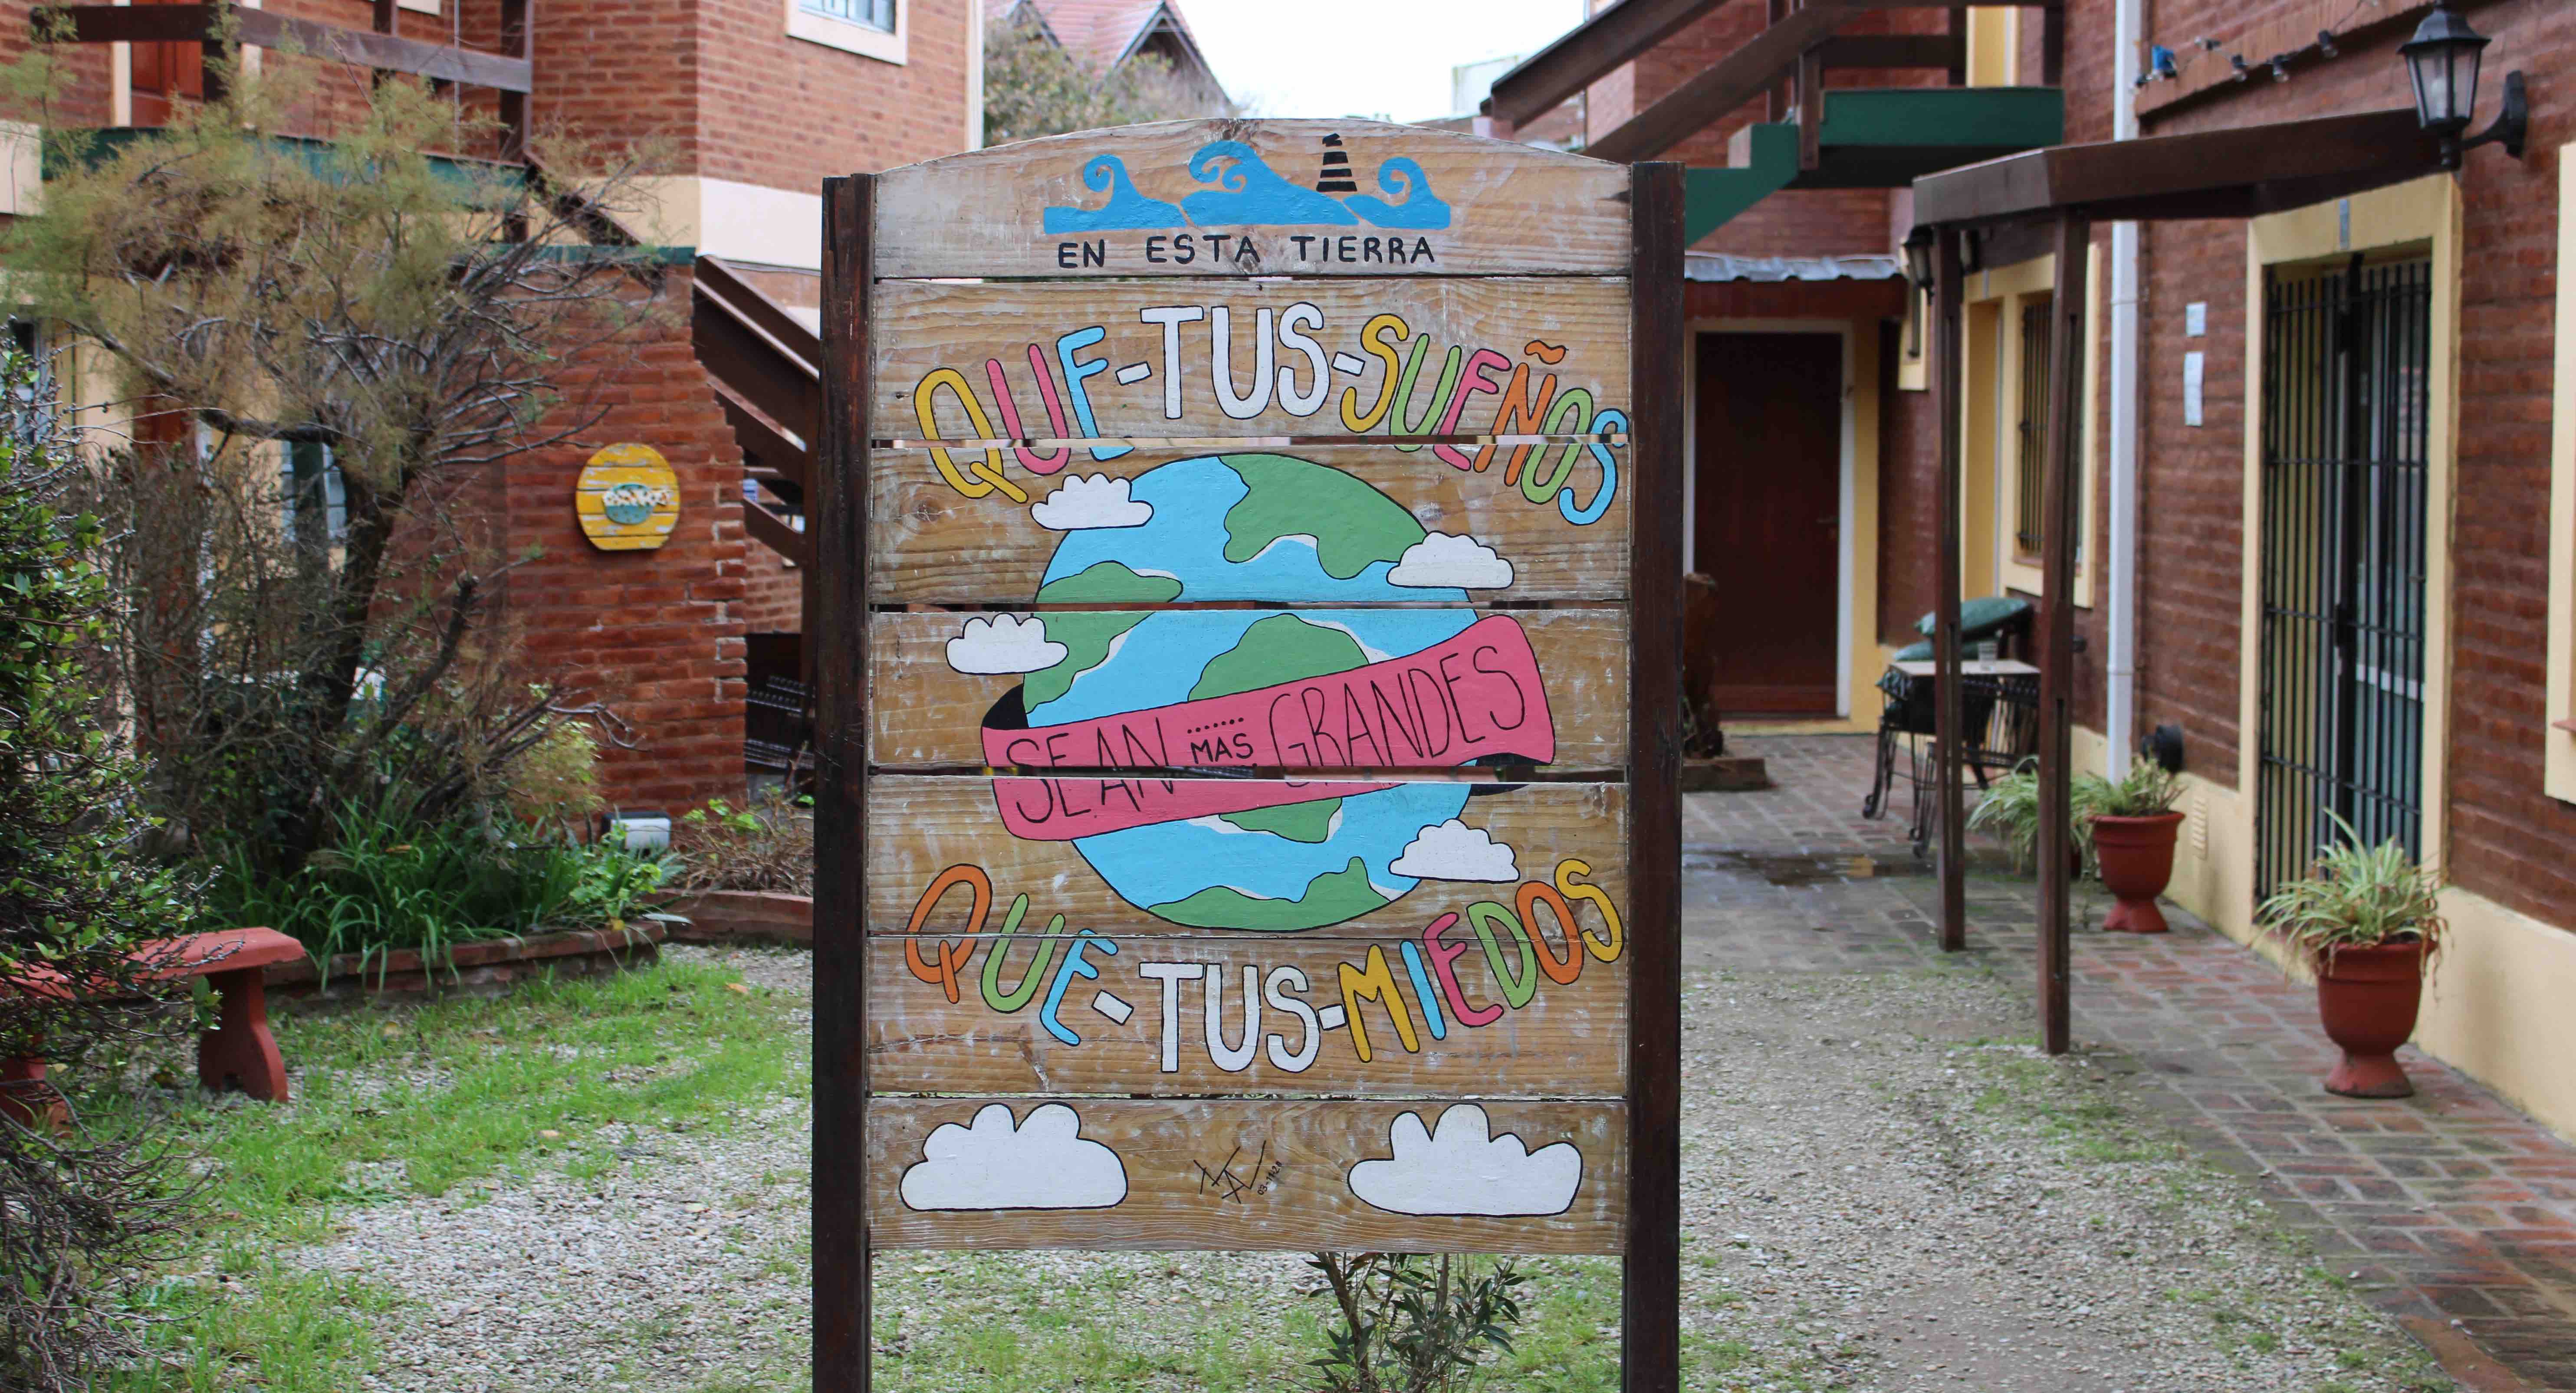 EN ESTA TIERRA
QUE-TUS-SUEÑOS
SEAN MAS GRANDES
QUE-TUS-MIEDOS